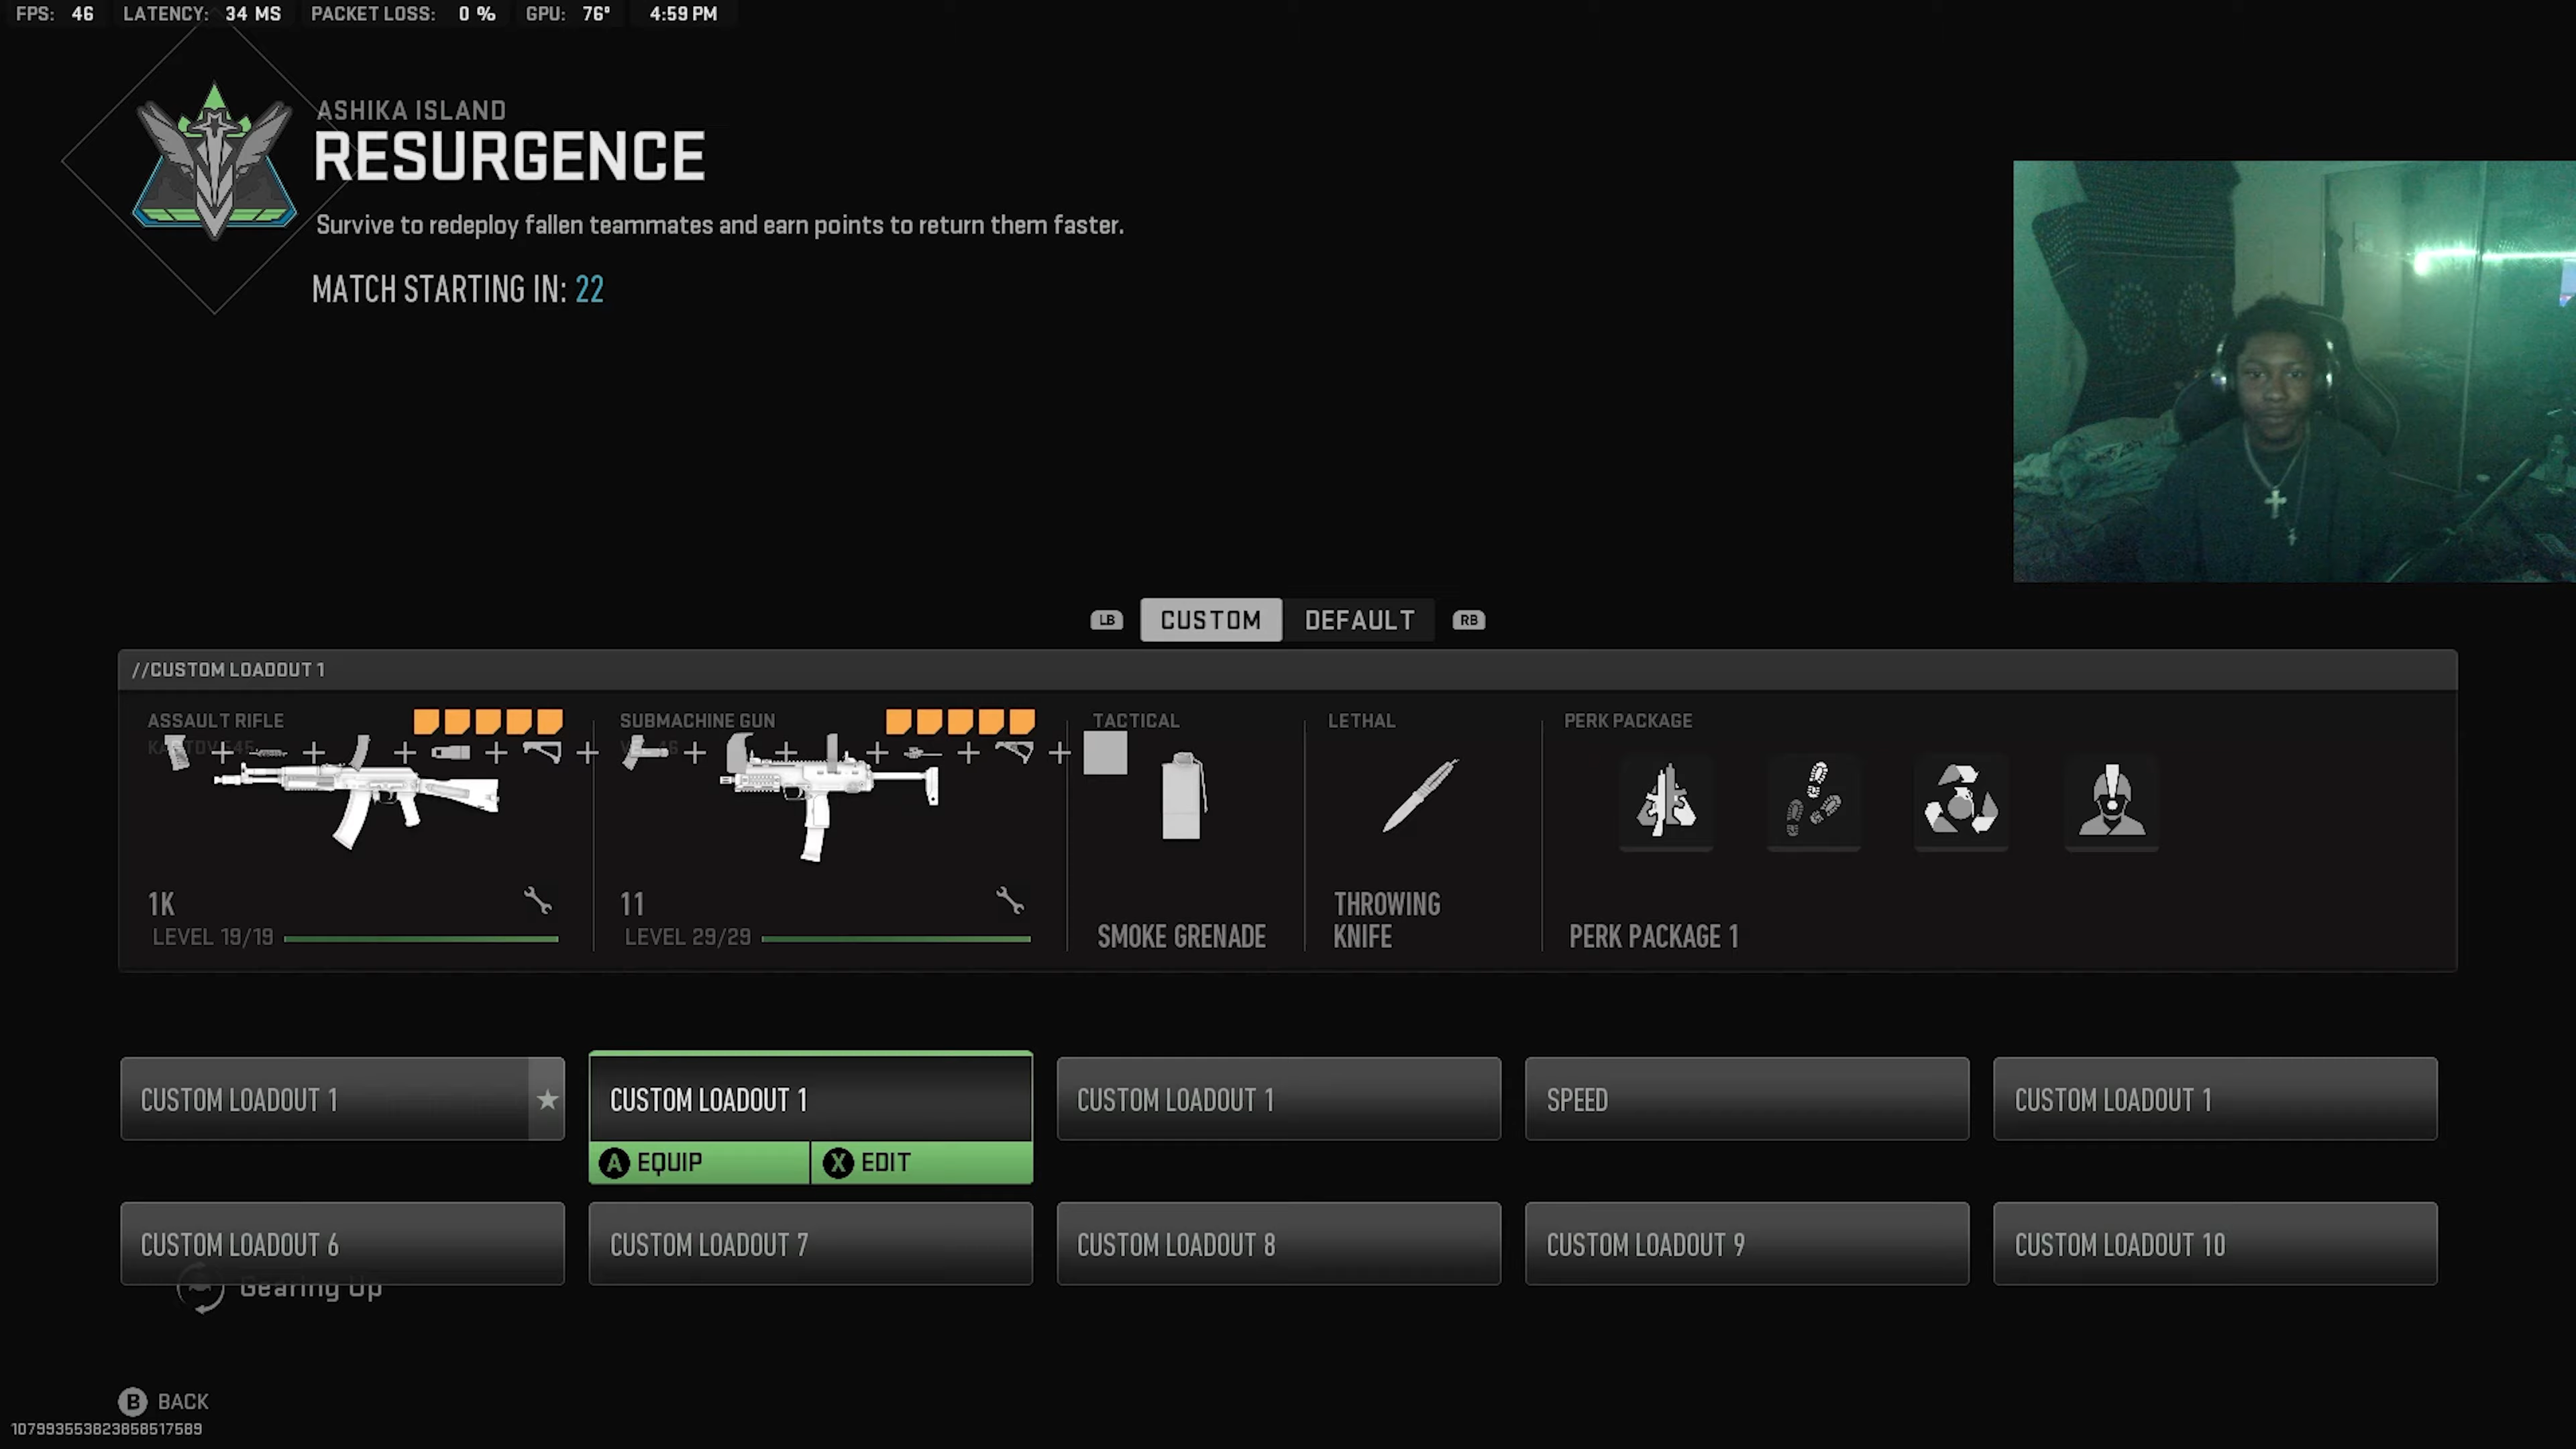 FPS: 46 LATENCY: 34 MS PACKET LOSS: 0 % GPU: 76° 4:59 PM
ASHIKA ISLAND
RESURGENCE
Survive to redeploy fallen teammates and earn points to return them faster.
MATCH STARTING IN: 22
LB CUSTOM DEFAULT RB
//CUSTOM LOADOUT 1
ASSAULT RIFLE SUBMACHINE GUN TACTICAL LETHAL PERK PACKAGE
1K 11 THROWING
LEVEL 19/19 LEVEL 29/29 SMOKE GRENADE KNIFE PERK PACKAGE 1
CUSTOM LOADOUT 1 CUSTOM LOADOUT 1 CUSTOM LOADOUT 1 SPEED CUSTOM LOADOUT 1
A EQUIP X EDIT
CUSTOM LOADOUT 6 CUSTOM LOADOUT 7 CUSTOM LOADOUT 8 CUSTOM LOADOUT 9 CUSTOM LOADOUT 10
Gearing Up
B BACK
107993553823858517589